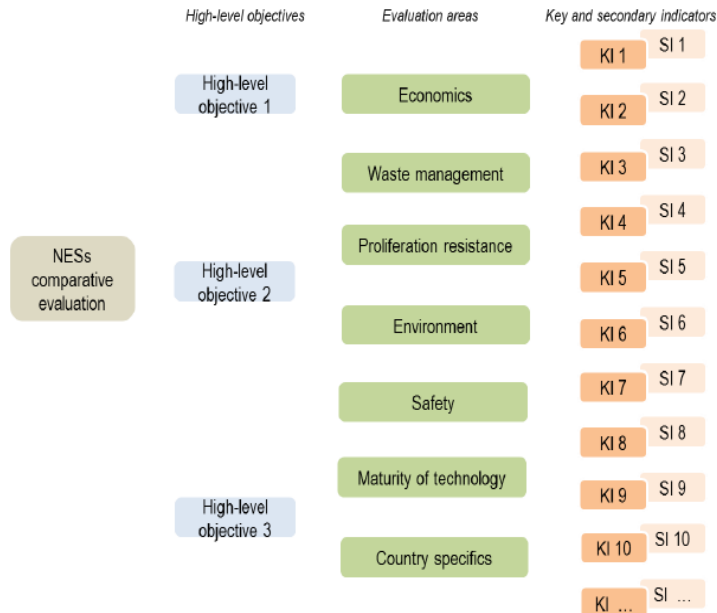 High-level objectives
Evaluation areas
Key and secondary indicators
NESs
comparative
evaluation
High-level
objective 1
High-level
objective 2
High-level
objective 3
Economics
Waste management
Proliferation resistance
Environment
Safety
Maturity of technology
Country specifics
KI 1
SI 1
KI 2
SI 2
KI 3
SI 3
KI 4
SI 4
KI 5
SI 5
KI 6
SI 6
KI 7
SI 7
KI 8
SI 8
KI 9
SI 9
KI 10
SI 10
KI ...
SI ...